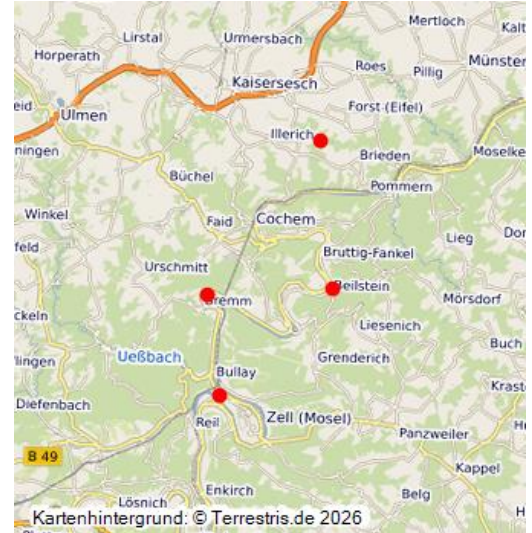 Mertloch
Lirstal
Urmersbach
Kalt
Horperath
Roes
Pillig
Münster
Kaisersesch
Ulmen
Forst (Eifel)
Illerich
Moselke
Brieden
Büchel
Pommern
Winkel
Faid
Cochem
Lieg
Bruttig-Fankel
Urschmitt
Beilstein
Bremm
Mörsdorf
Liesenich
Buch
Ueßbach
Grenderich
Bullay
Diefenbach
Reil
Zell (Mosel)
Panzweiler
B 49
Kappel
Enkirch
Belg
Lösnich
Kartenhintergrund: © Terrestris.de 2026